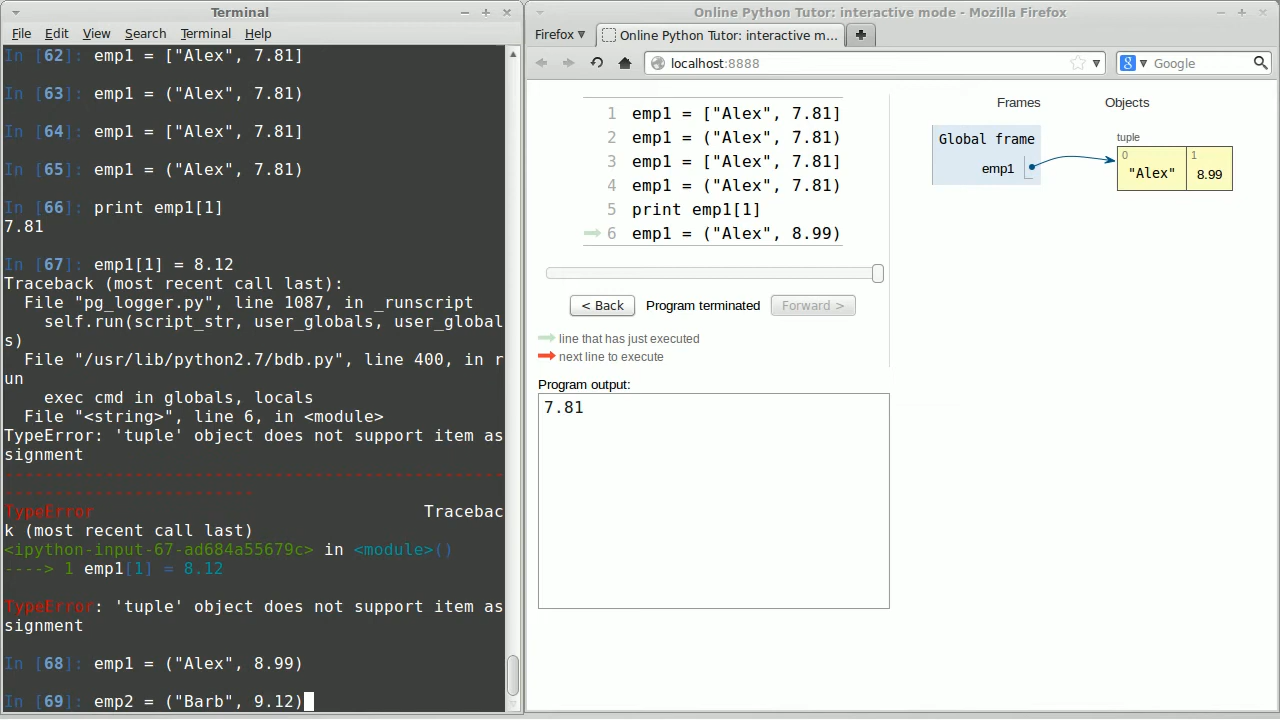 Terminal
File Edit View Search Terminal Help
In [62]: emp1 = ["Alex", 7.81]
In [63]: emp1 = ("Alex", 7.81)
In [64]: emp1 = ["Alex", 7.81]
In [65]: emp1 = ("Alex", 7.81)
In [66]: print emp1[1]
7.81
In [67]: emp1[1] = 8.12
Traceback (most recent call last):
File "pg_logger.py", line 1087, in _runscript
self.run(script_str, user_globals, user_global
s)
File "/usr/lib/python2.7/bdb.py", line 400, in r
un
exec cmd in globals, locals
File "<string>", line 6, in <module>
TypeError: 'tuple' object does not support item as
signment
--------------------------------------------------
-------------------------
TypeError Tracebac
k (most recent call last)
<ipython-input-67-ad684a55679c> in <module>()
----> 1 emp1[1] = 8.12
TypeError: 'tuple' object does not support item as
signment
In [68]: emp1 = ("Alex", 8.99)
In [69]: emp2 = ("Barb", 9.12)
Online Python Tutor: interactive mode - Mozilla Firefox
Firefox
Online Python Tutor: interactive m...
localhost:8888
Google
1 emp1 = ["Alex", 7.81]
2 emp1 = ("Alex", 7.81)
3 emp1 = ["Alex", 7.81]
4 emp1 = ("Alex", 7.81)
5 print emp1[1]
6 emp1 = ("Alex", 8.99)
< Back Program terminated Forward >
line that has just executed
next line to execute
Program output:
7.81
Frames Objects
Global frame
emp1
tuple
0 1
"Alex" 8.99